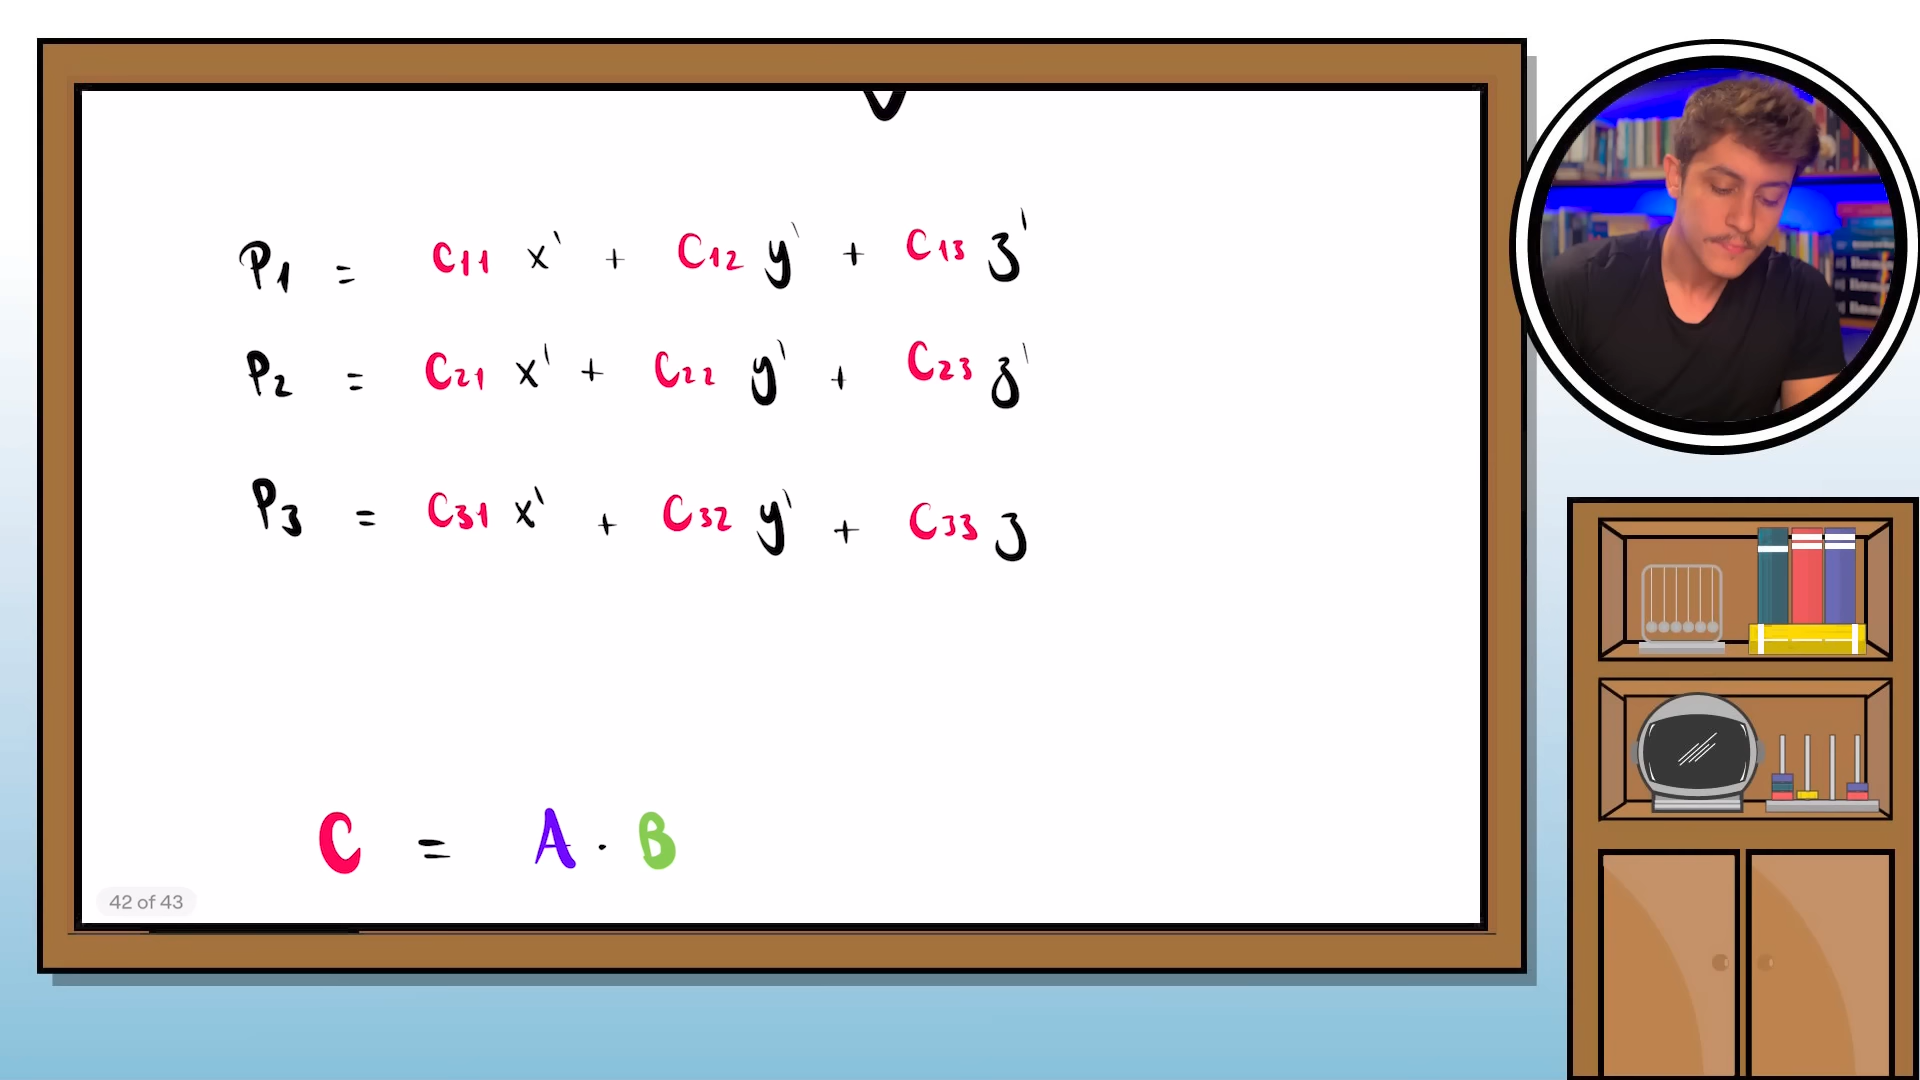 P1 = C11 x' + C12 y' + C13 z'
P2 = C21 x' + C22 y' + C23 z'
P3 = C31 x' + C32 y' + C33 z
C = A · B
42 of 43